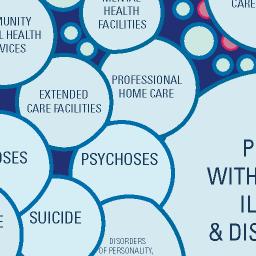 MENTAL
HEALTH
FACILITIES
CARE
MUNITY
L HEALTH
VICES
PROFESSIONAL
HOME CARE
EXTENDED
CARE FACILITIES
OSES
PSYCHOSES
P
WITH
IL
& DIS
SUICIDE
E
DISORDERS
OF PERSONALITY,